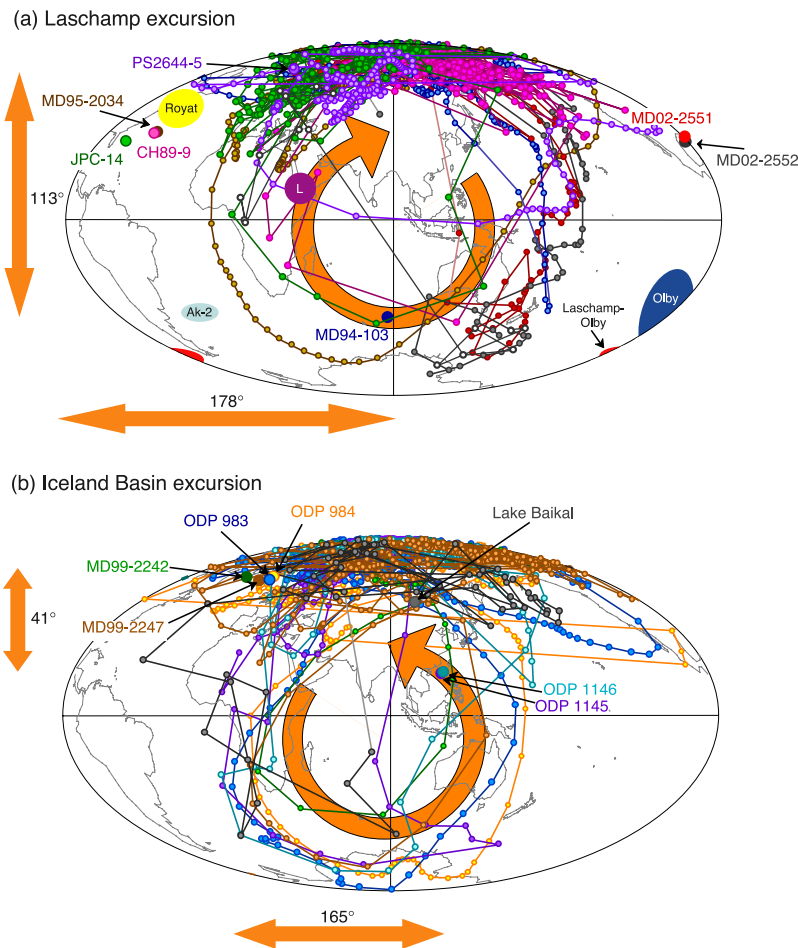 (a) Laschamp excursion
PS2644-5
MD95-2034
Royat
MD02-2551
JPC-14
CH89-9
MD02-2552
L
113°
Ak-2
MD94-103
Laschamp-
Olby
Olby
178°
(b) Iceland Basin excursion
ODP 983
ODP 984
Lake Baikal
MD99-2242
41°
MD99-2247
ODP 1146
ODP 1145.
165°